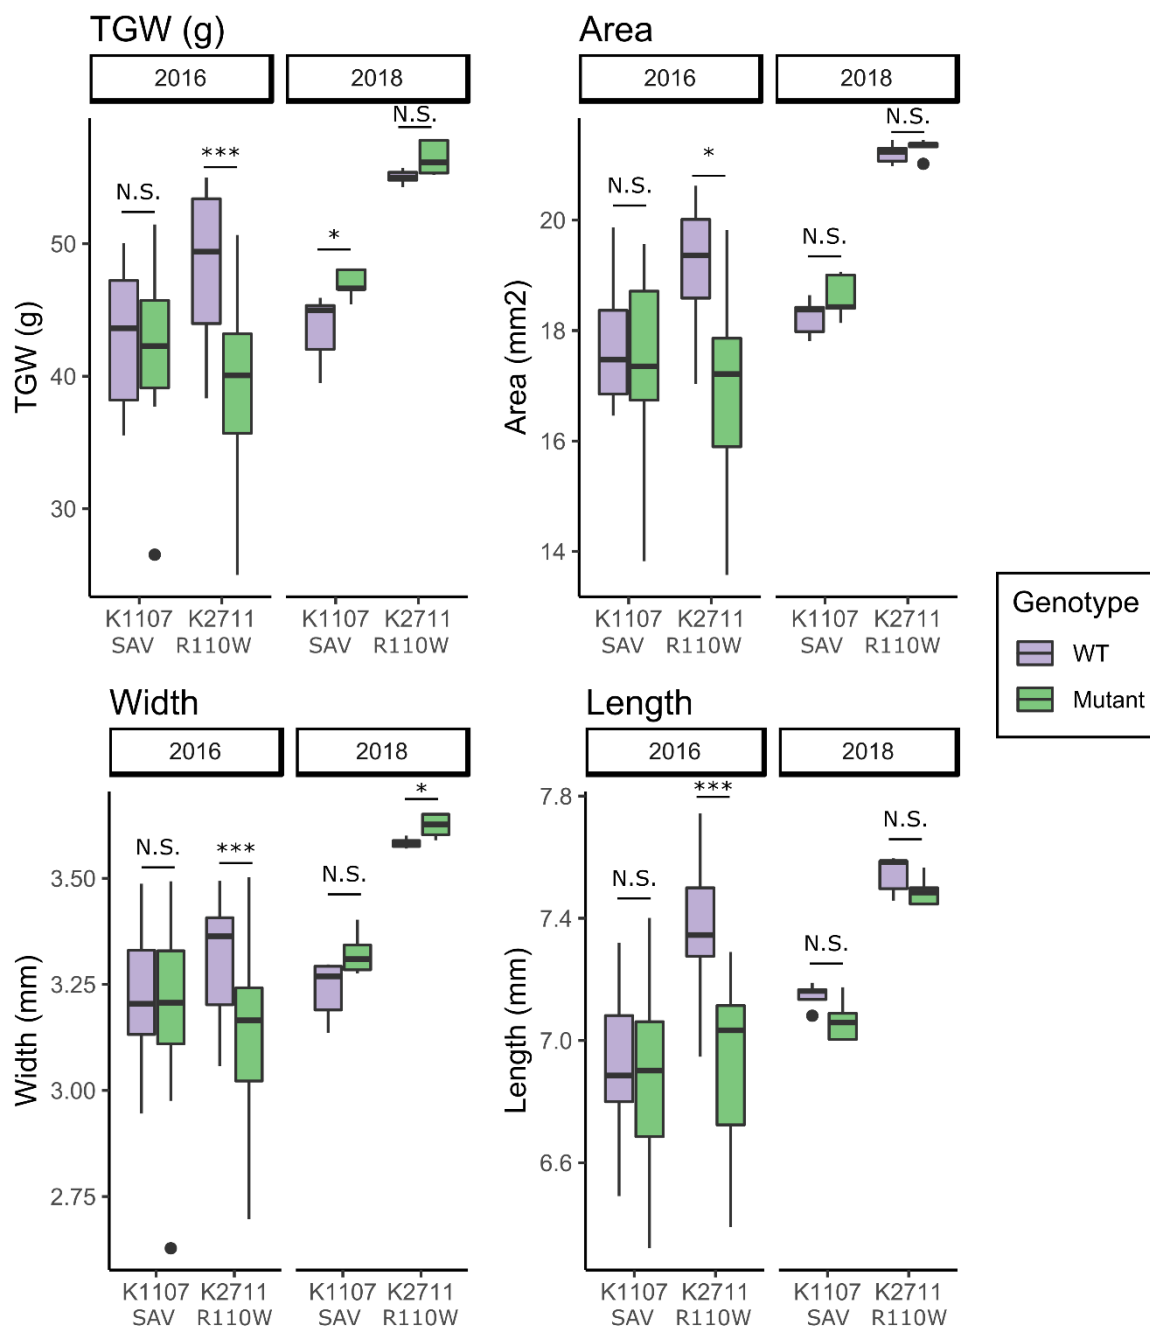 TGW (g)
2016
2018
TGW (g)
50
40
30
N.S.
***
*
N.S.
K1107
SAV
K2711
R110W
K1107
SAV
K2711
R110W
Area
2016
2018
Area (mm2)
20
18
16
14
N.S.
*
N.S.
N.S.
K1107
SAV
K2711
R110W
K1107
SAV
K2711
R110W
Genotype
WT
Mutant
Width
2016
2018
Width (mm)
3.50
3.25
3.00
2.75
N.S.
***
N.S.
*
K1107
SAV
K2711
R110W
K1107
SAV
K2711
R110W
Length
2016
2018
Length (mm)
7.8
7.4
7.0
6.6
N.S.
***
N.S.
N.S.
K1107
SAV
K2711
R110W
K1107
SAV
K2711
R110W